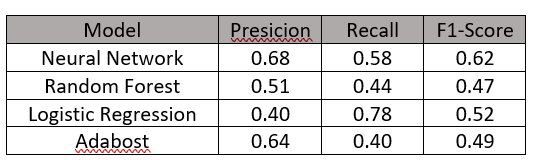 Model Presicion Recall F1-Score
Neural Network 0.68 0.58 0.62
Random Forest 0.51 0.44 0.47
Logistic Regression 0.40 0.78 0.52
Adabost 0.64 0.40 0.49